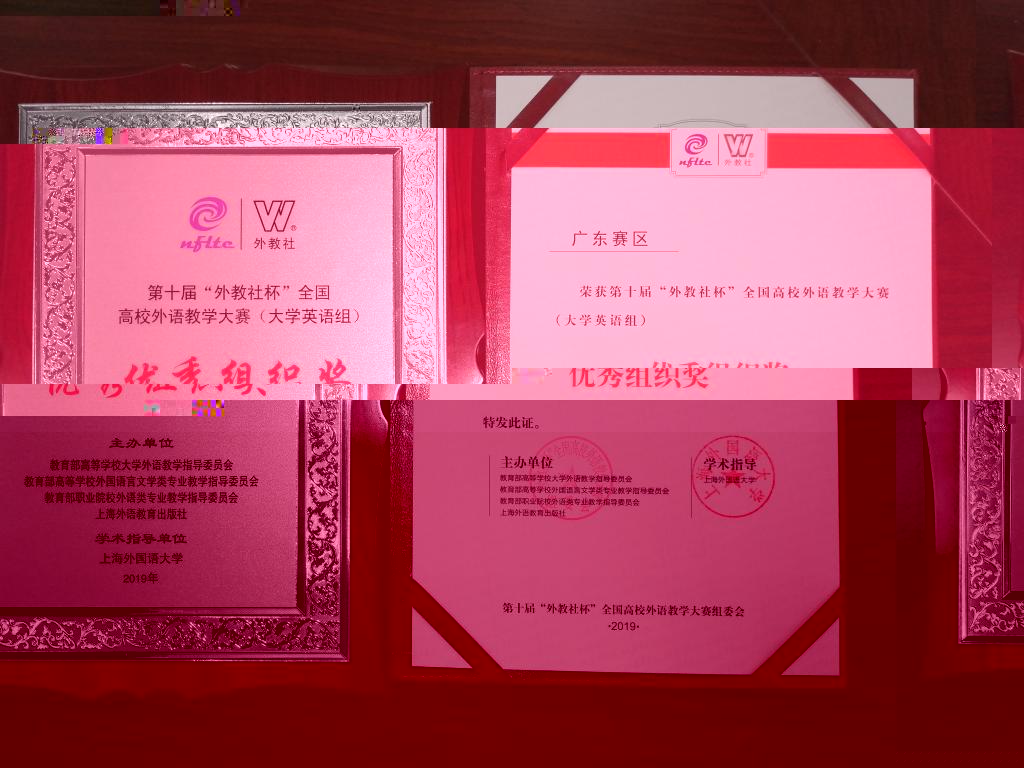 nflte
W®
外教社
第十届“外教社杯”全国
高校外语教学大赛（大学英语组）
优秀组织奖
主办单位
教育部高等学校大学外语教学指导委员会
教育部高等学校外国语言文学类专业教学指导委员会
教育部职业院校外语类专业教学指导委员会
上海外语教育出版社
学术指导单位
上海外国语大学
2019年
nflte
W®
外教社
广东赛区
荣获第十届“外教社杯”全国高校外语教学大赛
（大学英语组）
优秀组织奖
特发此证。
主办单位
教育部高等学校大学外语教学指导委员会
教育部高等学校外国语言文学类专业教学指导委员会
教育部职业院校外语类专业教学指导委员会
上海外语教育出版社
学术指导
上海外国语大学
上海外国语大学
第十届“外教社杯”全国高校外语教学大赛组委会
·2019·